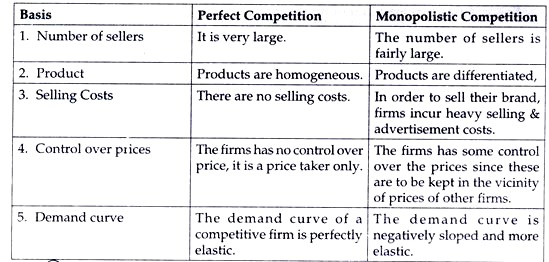 Basis Perfect Competition Monopolistic Competition
1. Number of sellers It is very large. The number of sellers is
fairly large.
2. Product Products are homogeneous. Products are differentiated,
3. Selling Costs There are no selling costs. In order to sell their brand,
firms incur heavy selling &
advertisement costs.
4. Control over prices The firms has no control over The firms has some control
price, it is a price taker only. over the prices since these
are to be kept in the vicinity
of prices of other firms.
5. Demand curve The demand curve of a The demand curve is
competitive firm is perfectly negatively sloped and more
elastic. elastic.